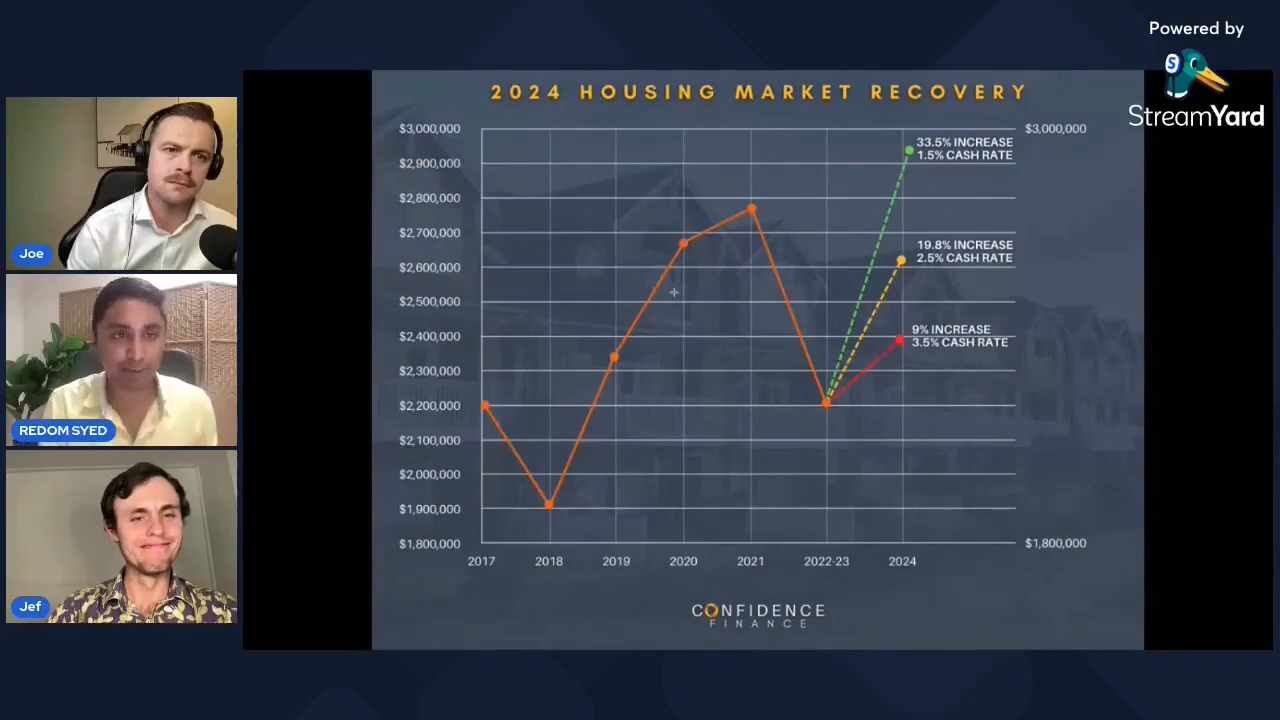 Powered by
S
StreamYard
Joe
REDOM SYED
Jef
2024 HOUSING MARKET RECOVERY
$3,000,000
$2,900,000
$2,800,000
$2,700,000
$2,600,000
$2,500,000
$2,400,000
$2,300,000
$2,200,000
$2,100,000
$2,000,000
$1,900,000
$1,800,000
$3,000,000
33.5% INCREASE
1.5% CASH RATE
19.8% INCREASE
2.5% CASH RATE
9% INCREASE
3.5% CASH RATE
$1,800,000
2017 2018 2019 2020 2021 2022-23 2024
CONFIDENCE
FINANCE